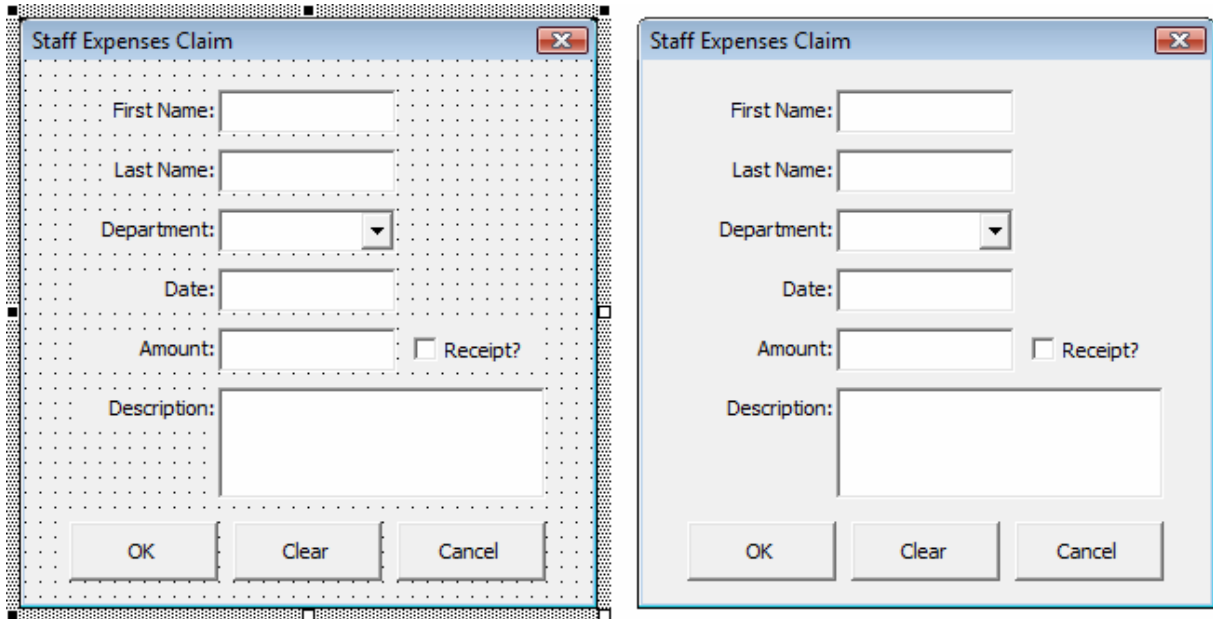 Staff Expenses Claim
First Name:
Last Name:
Department:
Date:
Amount:
Receipt?
Description:
OK
Clear
Cancel
Staff Expenses Claim
First Name:
Last Name:
Department:
Date:
Amount:
Receipt?
Description:
OK
Clear
Cancel